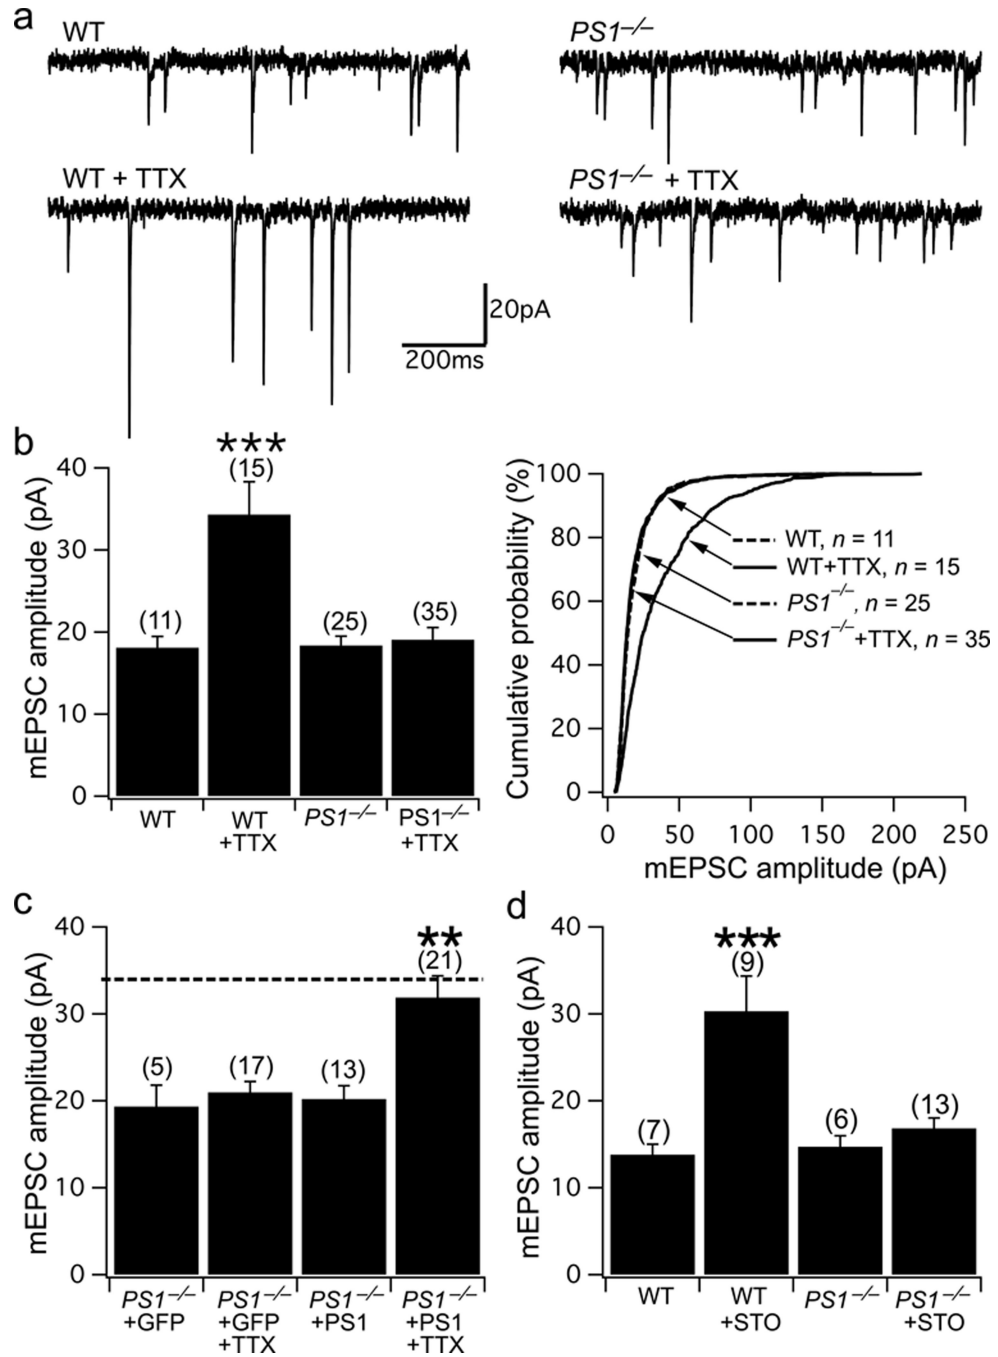 a
WT
PS1–/–
WT + TTX
PS1–/– + TTX
20pA
200ms
b
mEPSC amplitude (pA)
40
30
20
10
0
***
(11)
(15)
(25)
(35)
WT
WT
+TTX
PS1–/–
PS1–/–
+TTX
Cumulative probability (%)
100
80
60
40
20
0
WT, n = 11
WT+TTX, n = 15
PS1–/–, n = 25
PS1–/–+TTX, n = 35
0 50 100 150 200 250
mEPSC amplitude (pA)
c
mEPSC amplitude (pA)
40
30
20
10
0
**
(5)
(17)
(13)
(21)
PS1–/–
+GFP
PS1–/–
+GFP
+TTX
PS1–/–
+PS1
PS1–/–
+PS1
+TTX
d
mEPSC amplitude (pA)
40
30
20
10
0
***
(7)
(9)
(6)
(13)
WT
WT
+STO
PS1–/–
PS1–/–
+STO